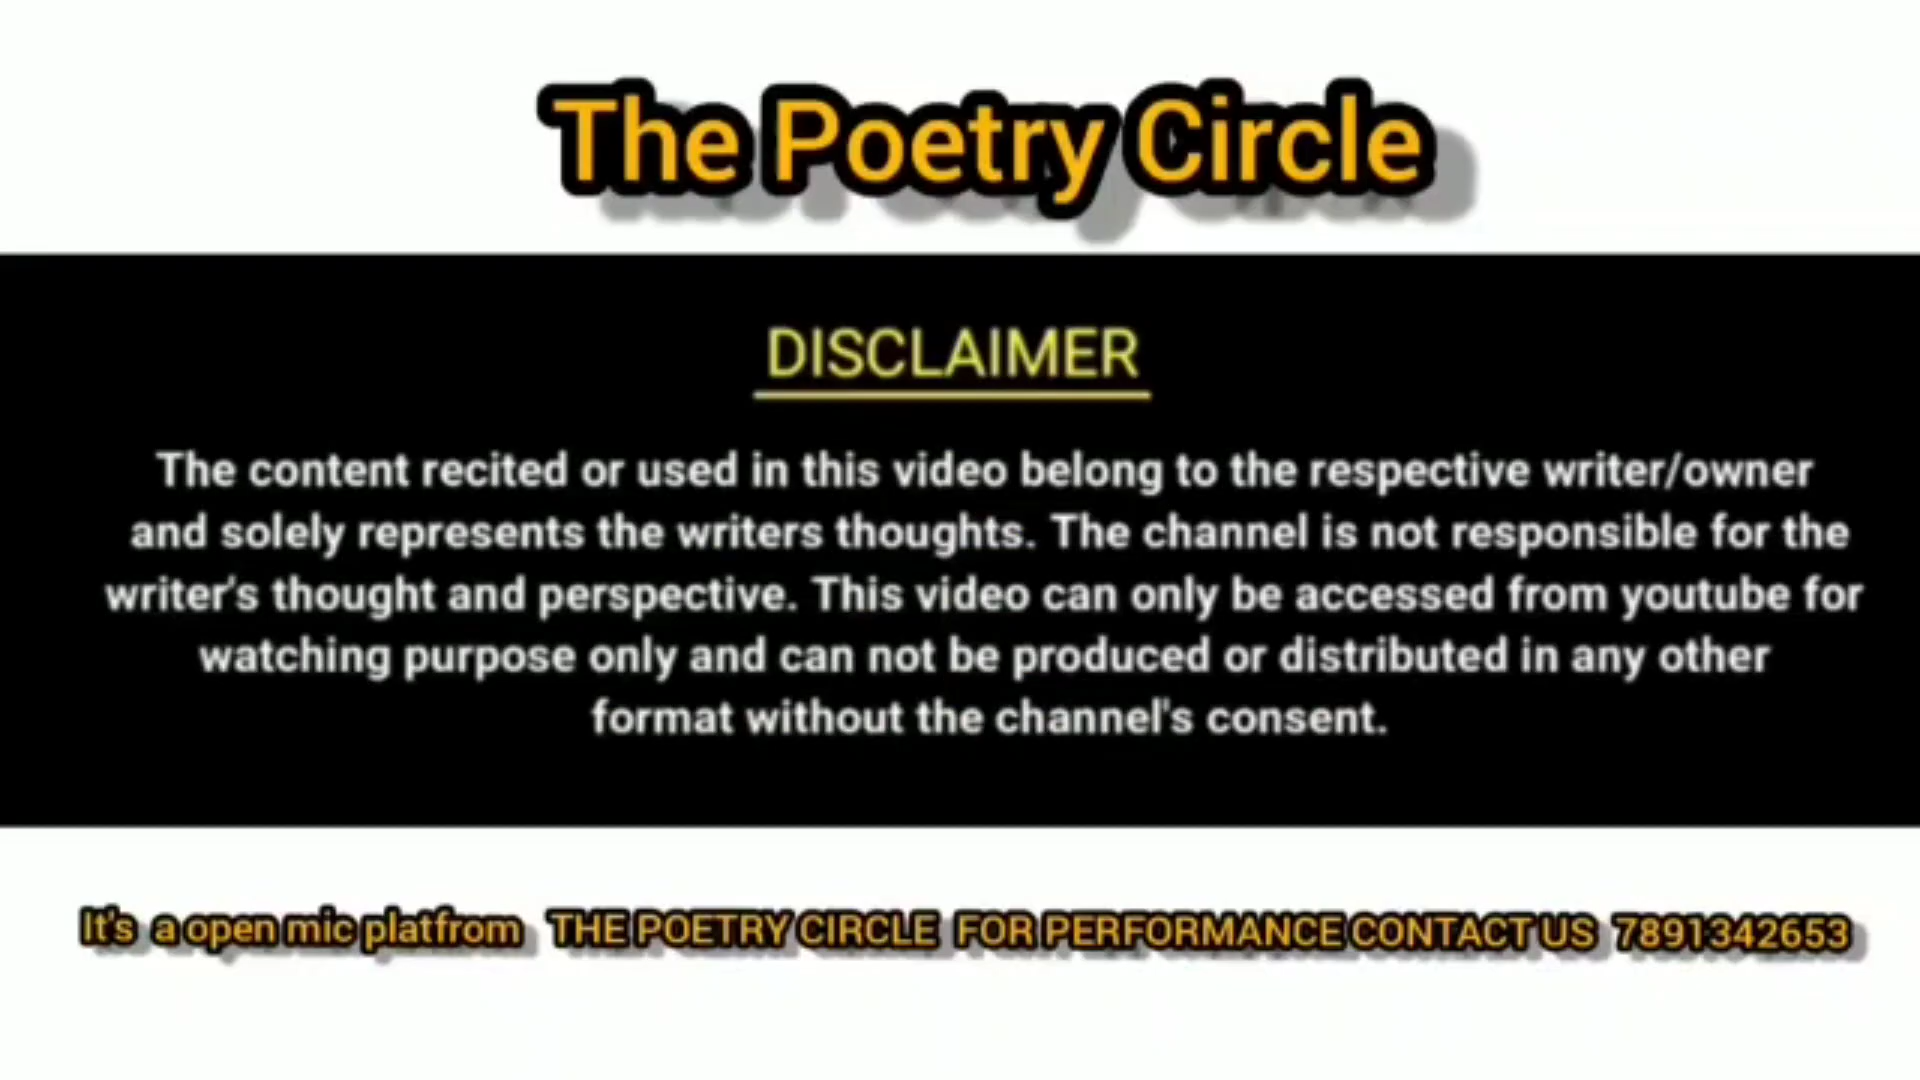 The Poetry Circle
DISCLAIMER
The content recited or used in this video belong to the respective writer/owner
and solely represents the writers thoughts. The channel is not responsible for the
writer's thought and perspective. This video can only be accessed from youtube for
watching purpose only and can not be produced or distributed in any other
format without the channel's consent.
It's a open mic platfrom THE POETRY CIRCLE FOR PERFORMANCE CONTACT US 7891342653